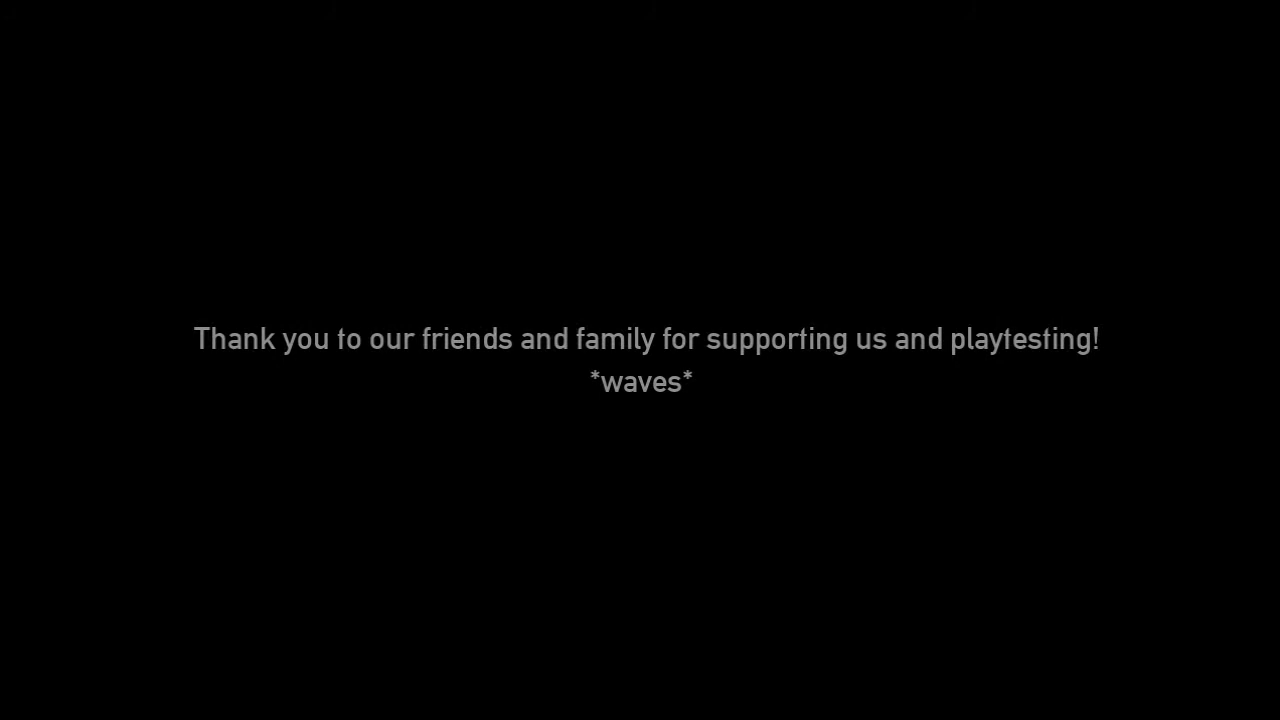 Thank you to our friends and family for supporting us and playtesting!
*waves*